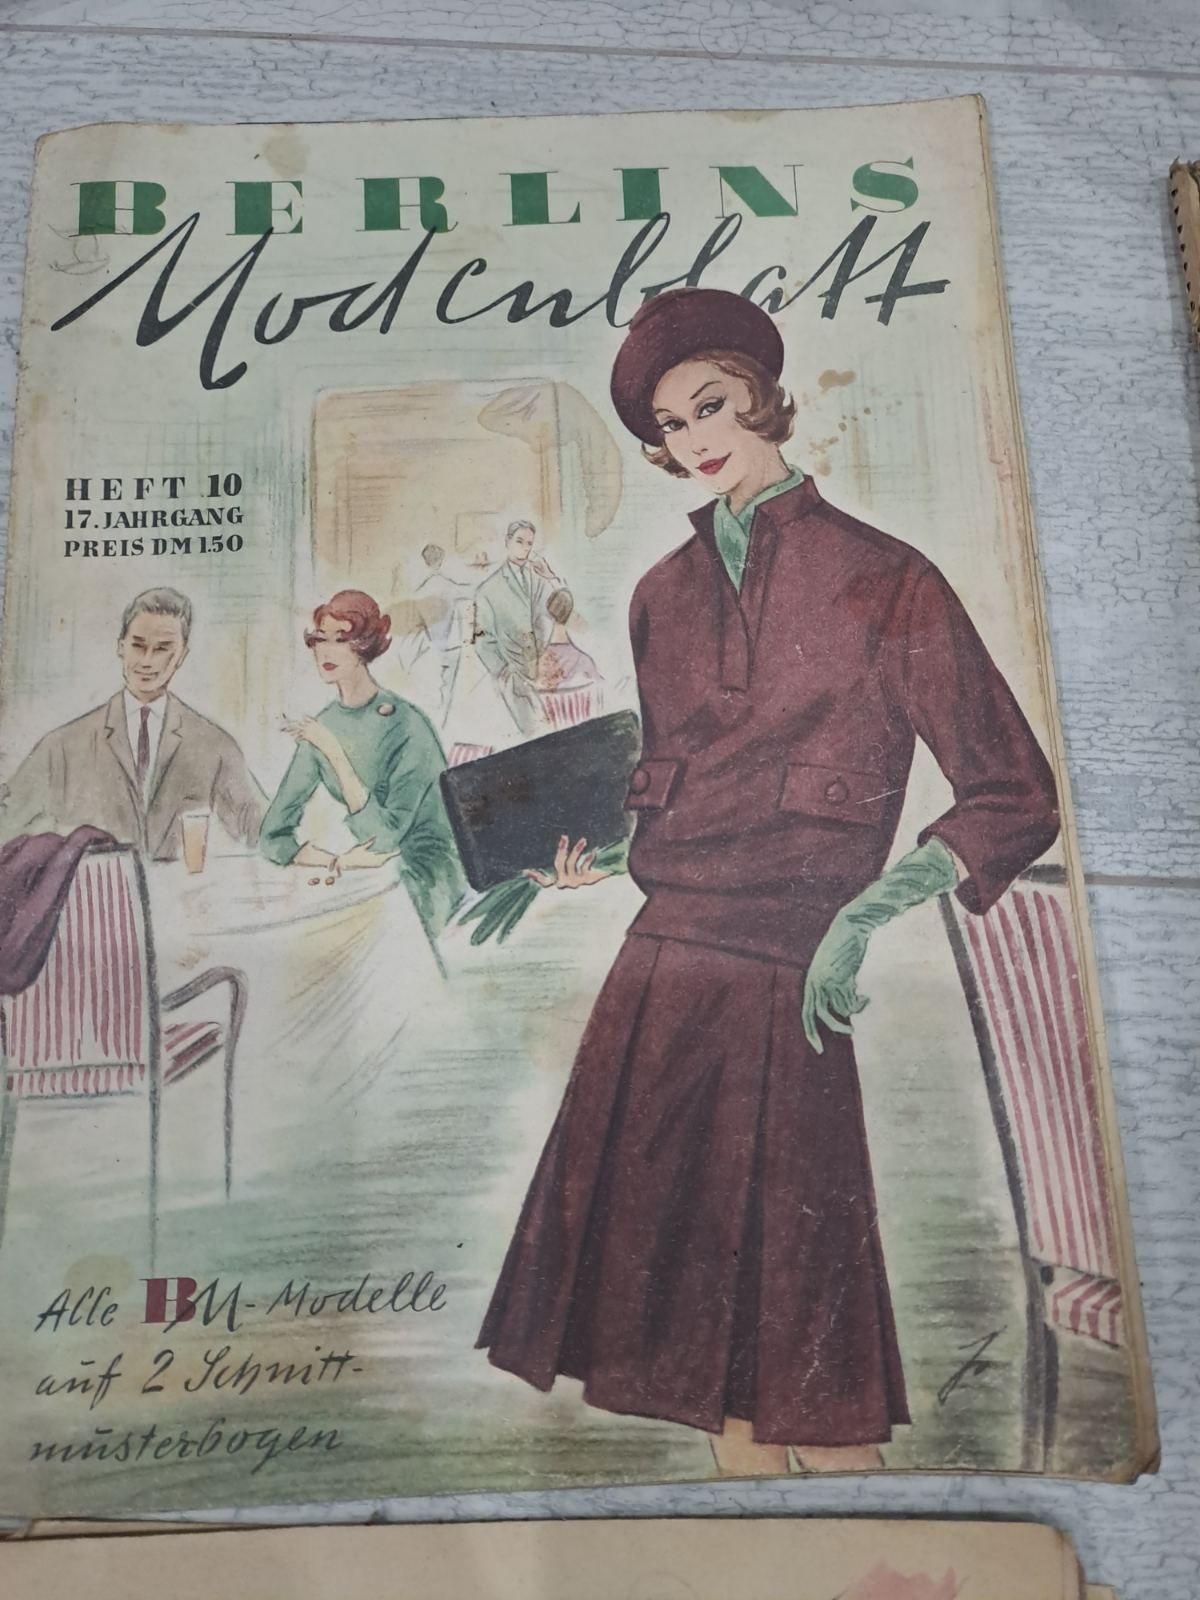 BERLINS
Modenblatt
HEFT 10
17. JAHRGANG
PREIS DM 1.50
Alle BM-Modelle
auf 2 Schnitt-
musterbogen